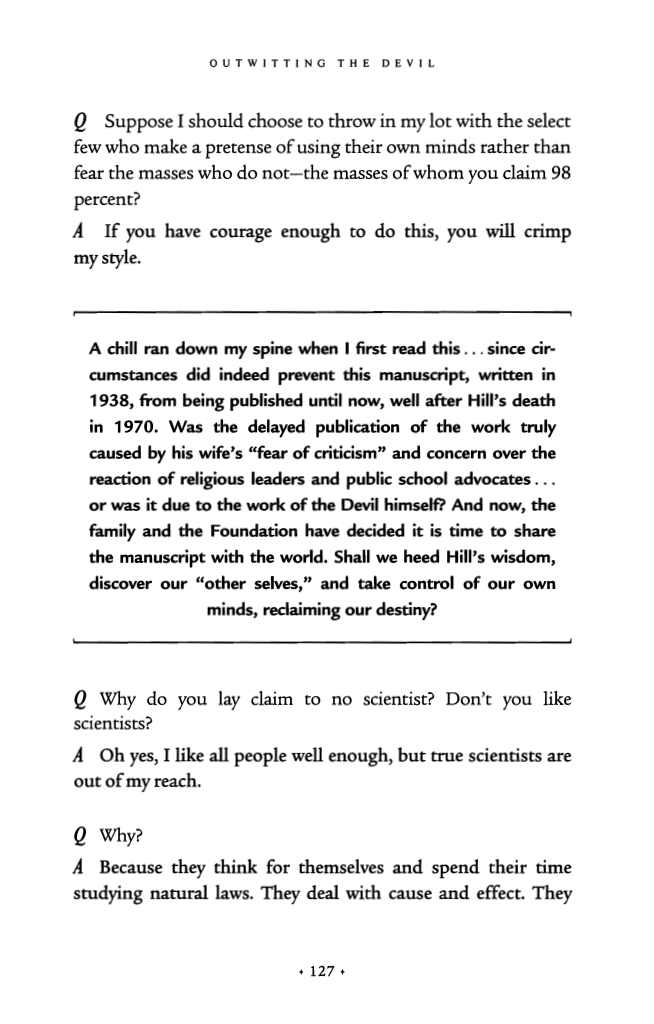 OUTWITTING THE DEVIL
Q Suppose I should choose to throw in my lot with the select
few who make a pretense of using their own minds rather than
fear the masses who do not—the masses of whom you claim 98
percent?
A If you have courage enough to do this, you will crimp
my style.
A chill ran down my spine when I first read this . . . since cir-
cumstances did indeed prevent this manuscript, written in
1938, from being published until now, well after Hill's death
in 1970. Was the delayed publication of the work truly
caused by his wife's "fear of criticism" and concern over the
reaction of religious leaders and public school advocates . . .
or was it due to the work of the Devil himself? And now, the
family and the Foundation have decided it is time to share
the manuscript with the world. Shall we heed Hill's wisdom,
discover our "other selves," and take control of our own
minds, reclaiming our destiny?
Q Why do you lay claim to no scientist? Don't you like
scientists?
A Oh yes, I like all people well enough, but true scientists are
out of my reach.
Q Why?
A Because they think for themselves and spend their time
studying natural laws. They deal with cause and effect. They
• 127 •